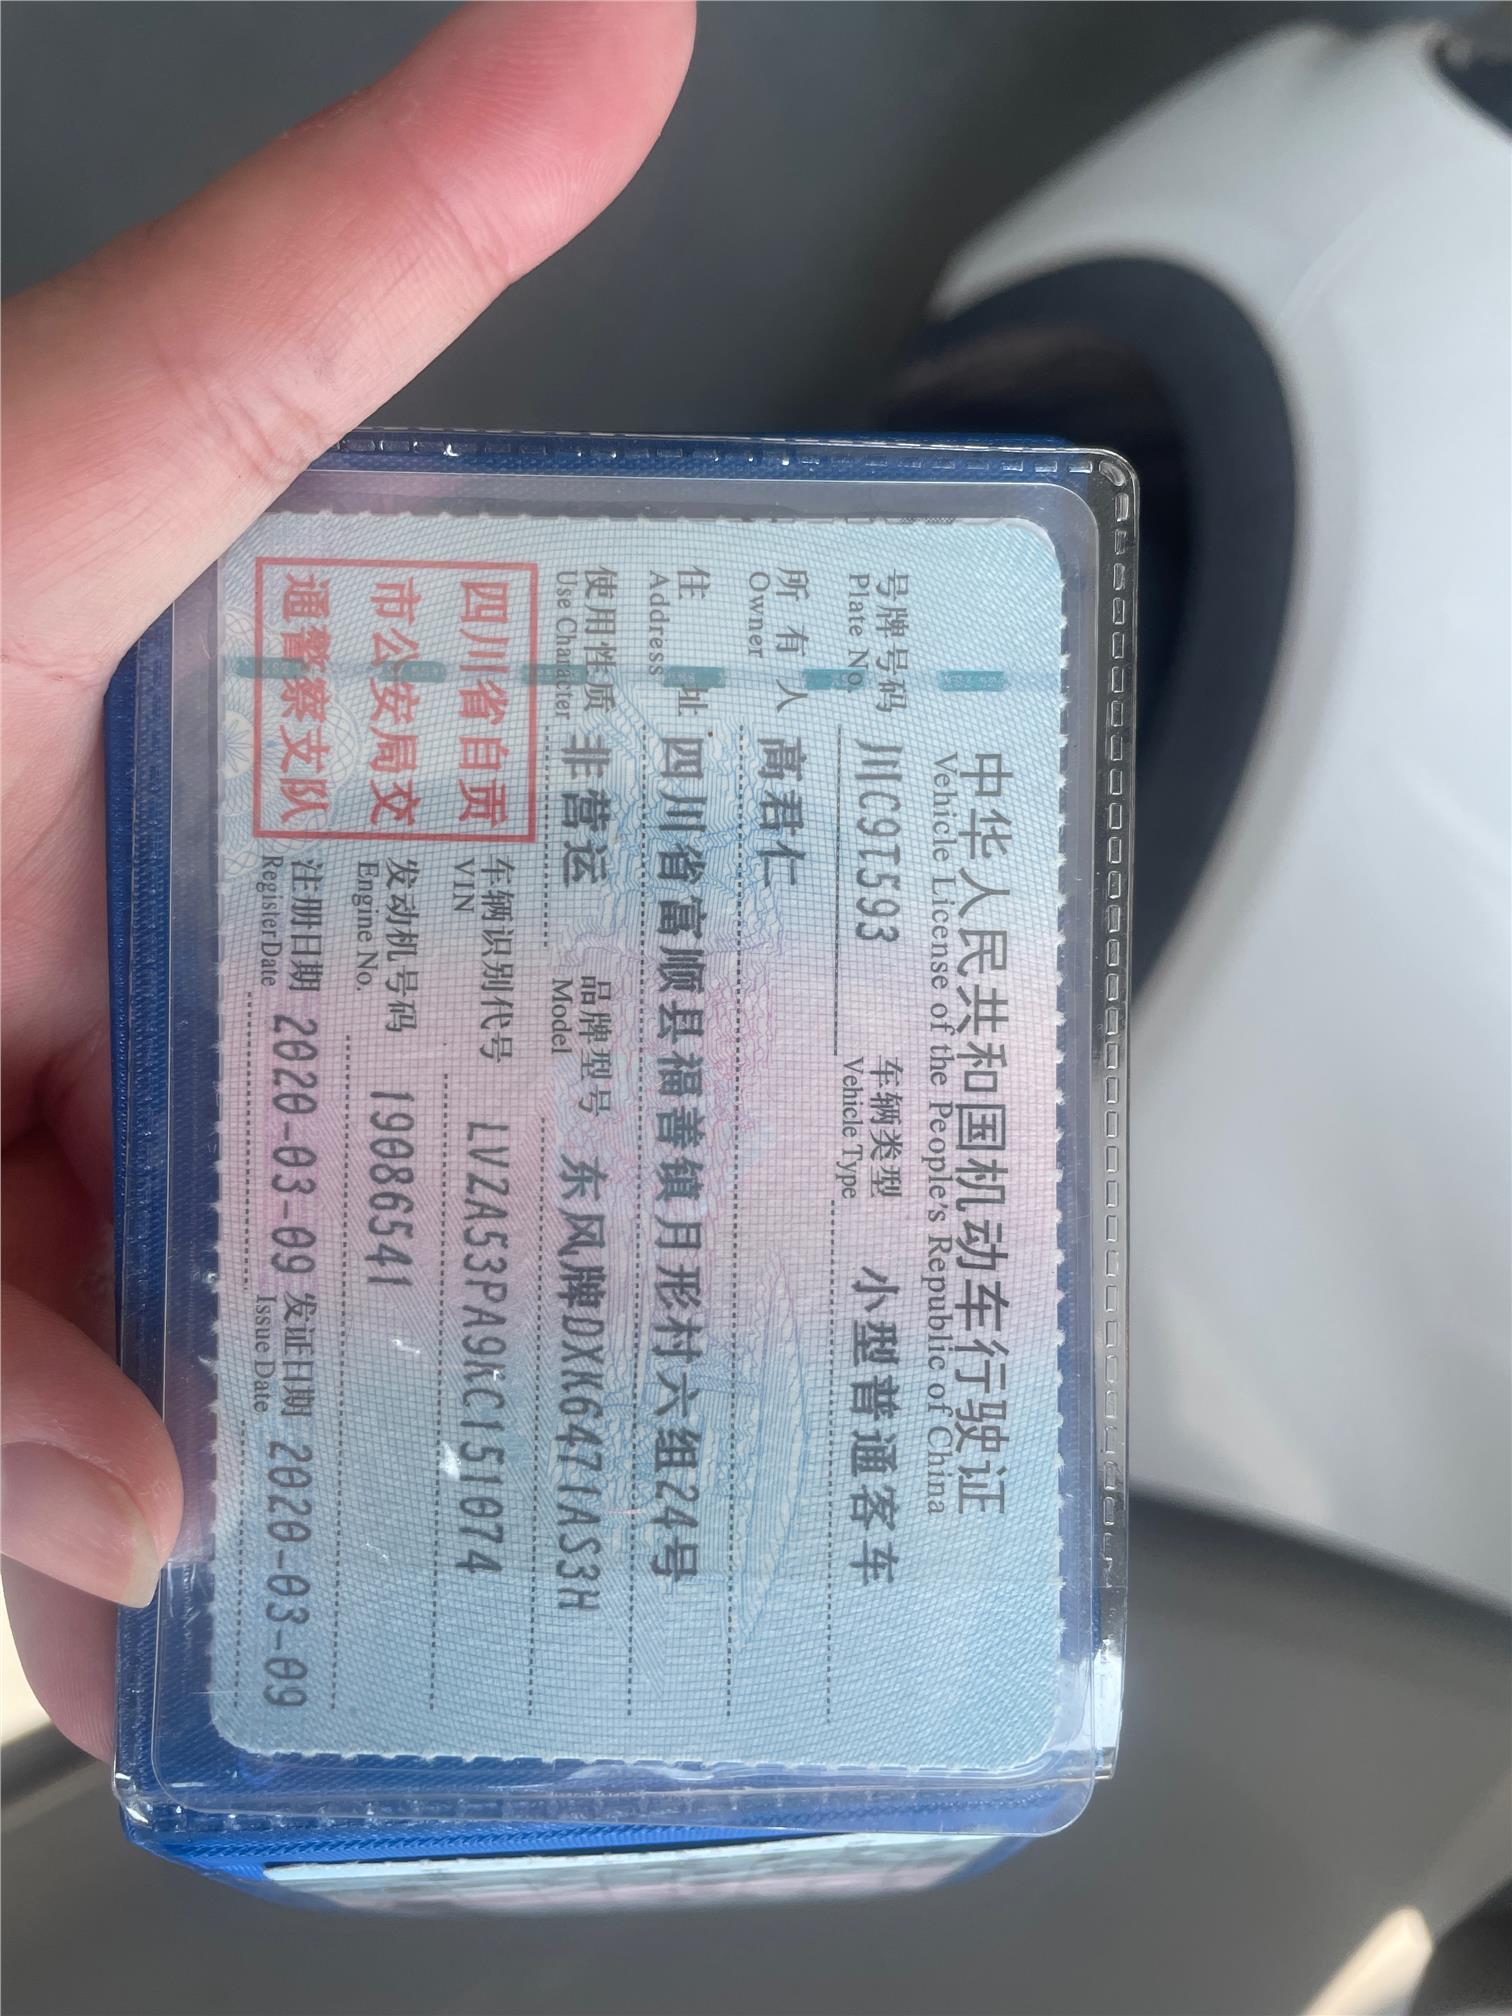 中华人民共和国机动车行驶证
Vehicle License of the People's Republic of China
号牌号码 川C9T593 车辆类型 小型普通客车
Plate No. Vehicle Type
所有人 高君仁
Owner
住址 四川省富顺县福善镇月形村六组24号
Address
使用性质 非营运 品牌型号 东风牌DXK6471AS3H
Use Character Model
四川省自贡
市公安局交
通警察支队
车辆识别代号 LVZA53PA9KC151074
VIN
发动机号码 19086541
Engine No.
注册日期 2020-03-09 发证日期 2020-03-09
Register Date Issue Date